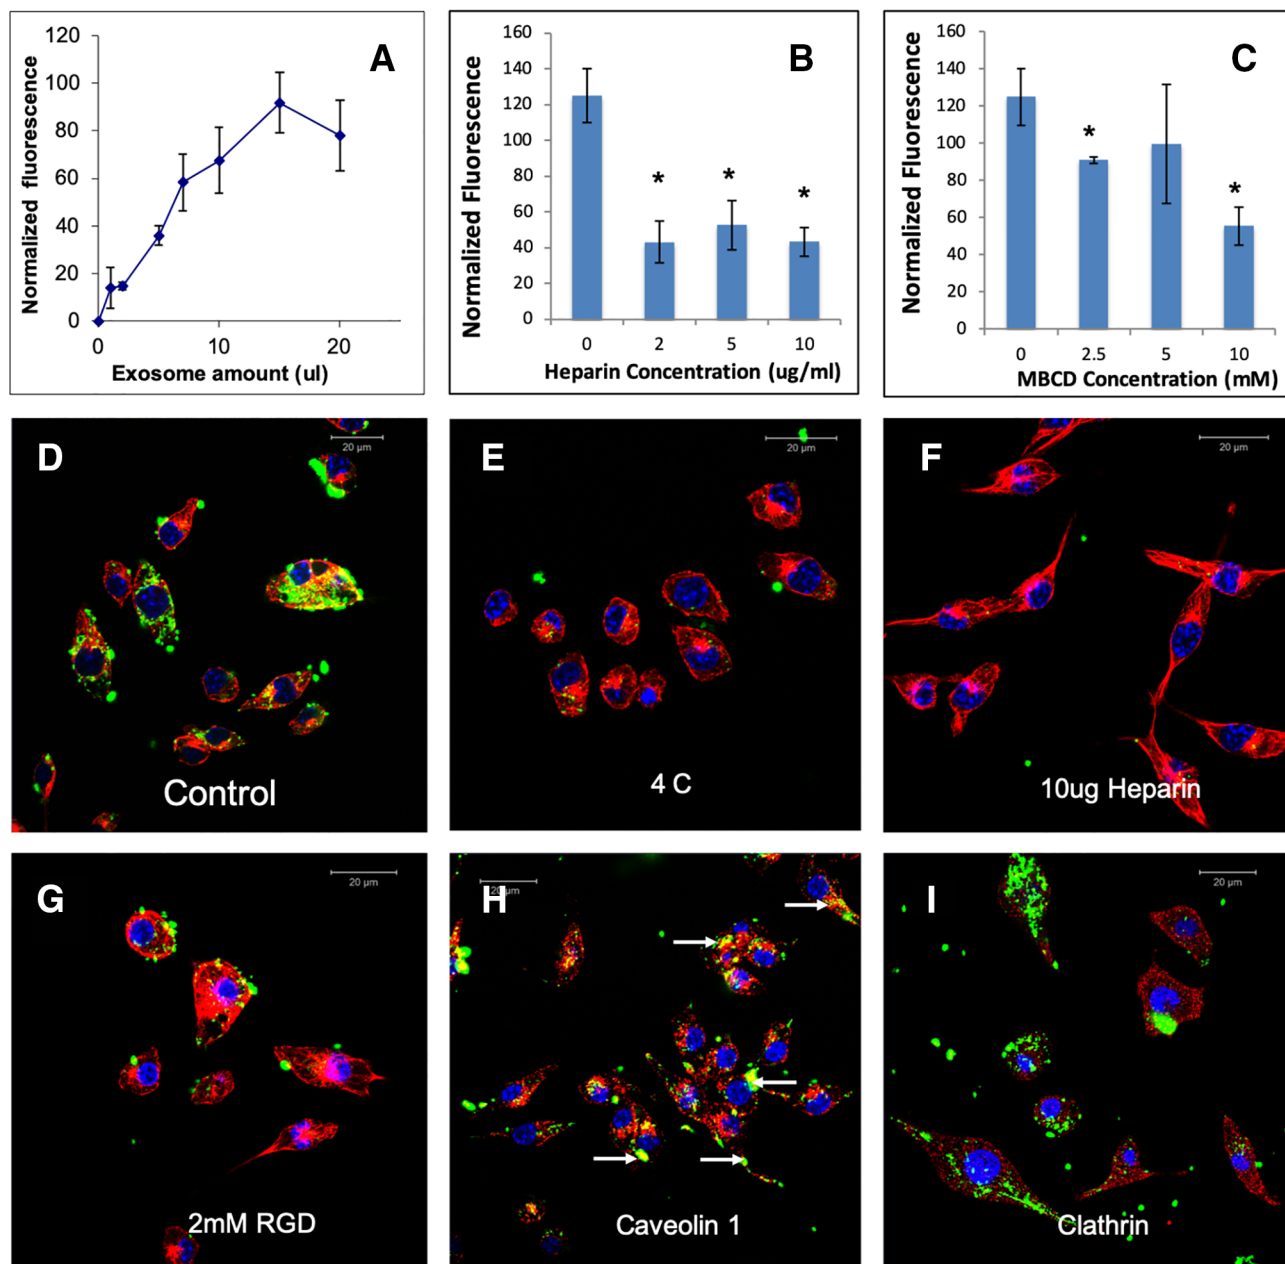 A
120
100
80
60
40
20
0
0 10 20
Normalized fluorescence
Exosome amount (ul)
B
160
140
120
100
80
60
40
20
0
0 2 5 10
Normalized Fluorescence
* * *
Heparin Concentration (ug/ml)
C
160
140
120
100
80
60
40
20
0
0 2.5 5 10
Normalized Fluorescence
* *
MBCD Concentration (mM)
D
20 µm
Control
E
20 µm
4 C
F
20 µm
10ug Heparin
G
20 µm
2mM RGD
H
20 µm
Caveolin 1
I
20 µm
Clathrin